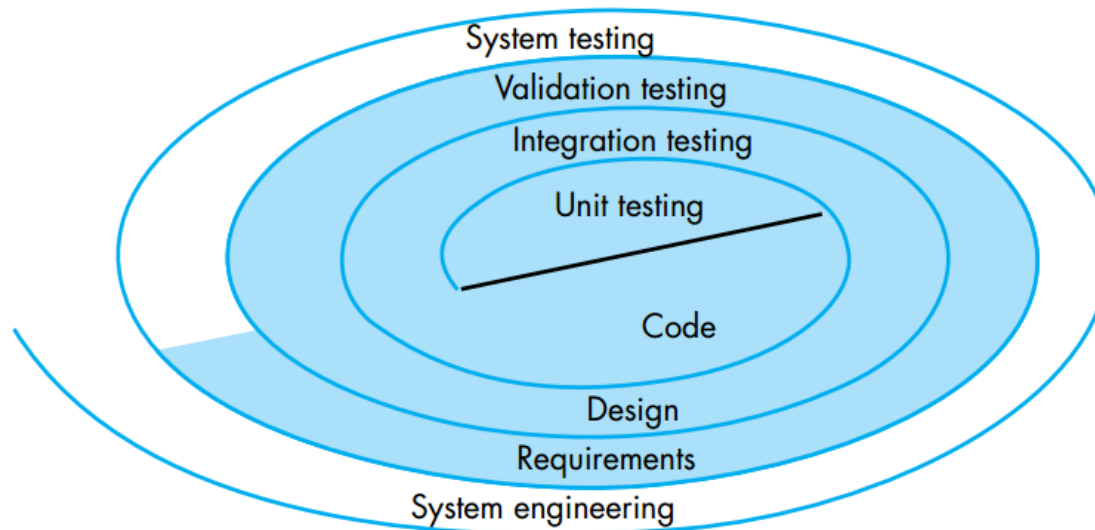 System testing
Validation testing
Integration testing
Unit testing
Code
Design
Requirements
System engineering